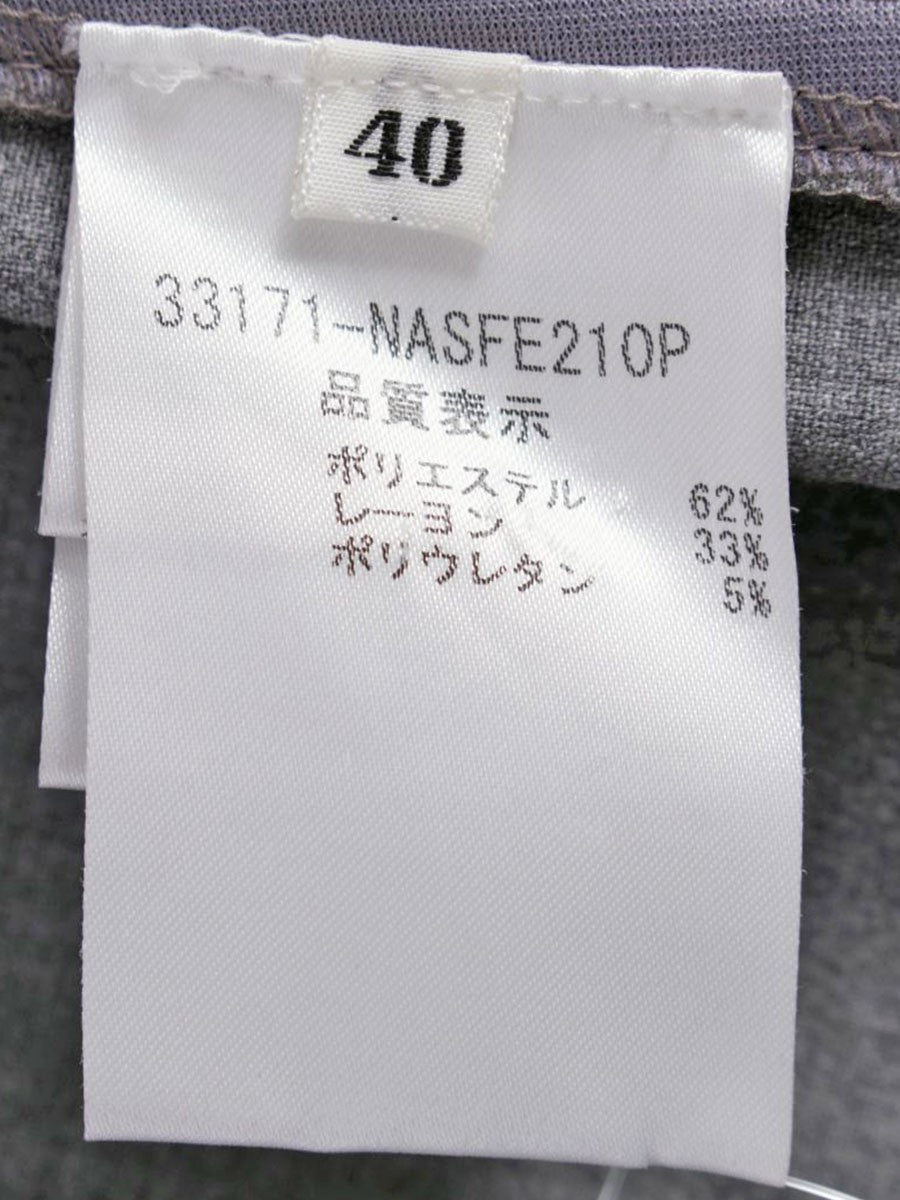 40
33171-NASFE210P
品質表示
ポリエステル 62%
レーヨン 33%
ポリウレタン 5%